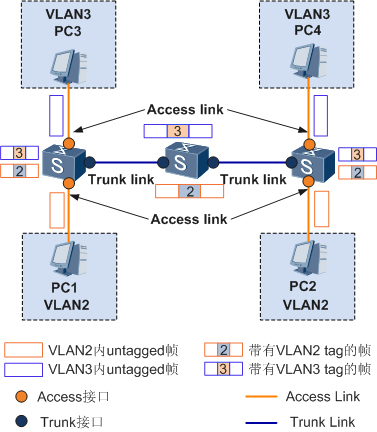 VLAN3 VLAN3
PC3 PC4
Access link
3
3 3
S S S
2 2
Trunk link Trunk link
2
Access link
PC1 PC2
VLAN2 VLAN2
VLAN2内untagged帧 2 带有VLAN2 tag的帧
VLAN3内untagged帧 3 带有VLAN3 tag的帧
Access接口 Access Link
Trunk接口 Trunk Link